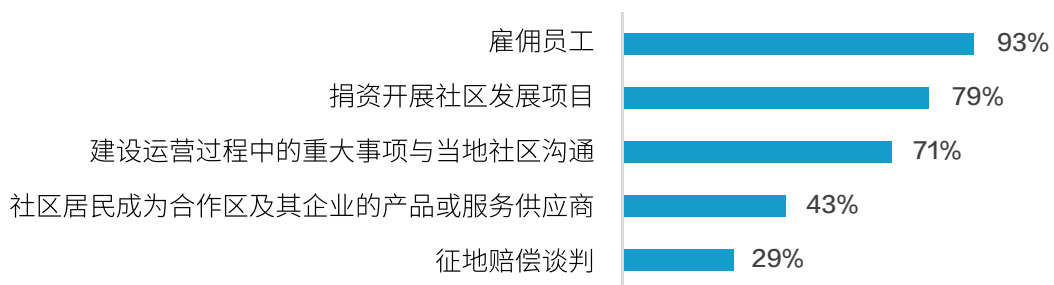 雇佣员工 93%
捐资开展社区发展项目 79%
建设运营过程中的重大事项与当地社区沟通 71%
社区居民成为合作区及其企业的产品或服务供应商 43%
征地赔偿谈判 29%